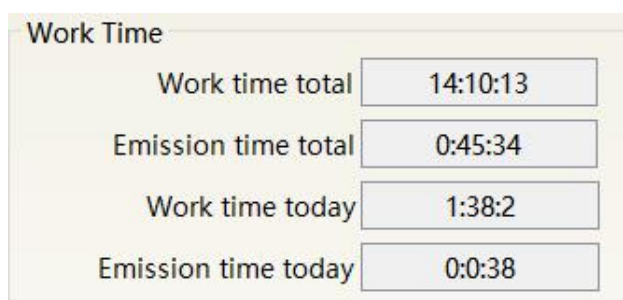 Work Time
Work time total 14:10:13
Emission time total 0:45:34
Work time today 1:38:2
Emission time today 0:0:38